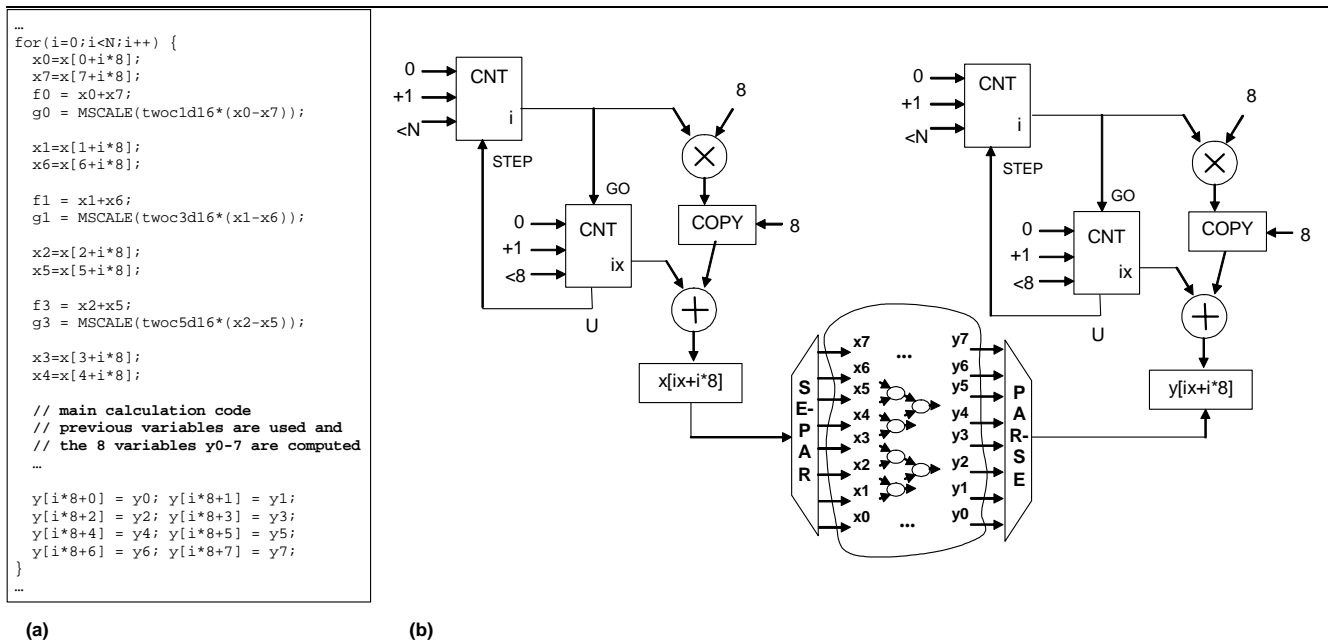 …
for(i=0;i<N;i++) {
x0=x[0+i*8];
x7=x[7+i*8];
f0 = x0+x7;
g0 = MSCALE(twoc1d16*(x0-x7));
x1=x[1+i*8];
x6=x[6+i*8];
f1 = x1+x6;
g1 = MSCALE(twoc3d16*(x1-x6));
x2=x[2+i*8];
x5=x[5+i*8];
f3 = x2+x5;
g3 = MSCALE(twoc5d16*(x2-x5));
x3=x[3+i*8];
x4=x[4+i*8];
// main calculation code
// previous variables are used and
// the 8 variables y0-7 are computed
…
y[i*8+0] = y0; y[i*8+1] = y1;
y[i*8+2] = y2; y[i*8+3] = y3;
y[i*8+4] = y4; y[i*8+5] = y5;
y[i*8+6] = y6; y[i*8+7] = y7;
}
…
(a)
0
+1
<N
CNT
i
STEP
GO
8
×
COPY
8
0
+1
<8
CNT
ix
U
+
x[ix+i*8]
SE-PAR
x7
x6
x5
x4
x3
x2
x1
x0
...
...
y7
y6
y5
y4
y3
y2
y1
y0
PAR-SE
0
+1
<N
CNT
i
STEP
GO
8
×
COPY
8
0
+1
<8
CNT
ix
U
+
y[ix+i*8]
(b)